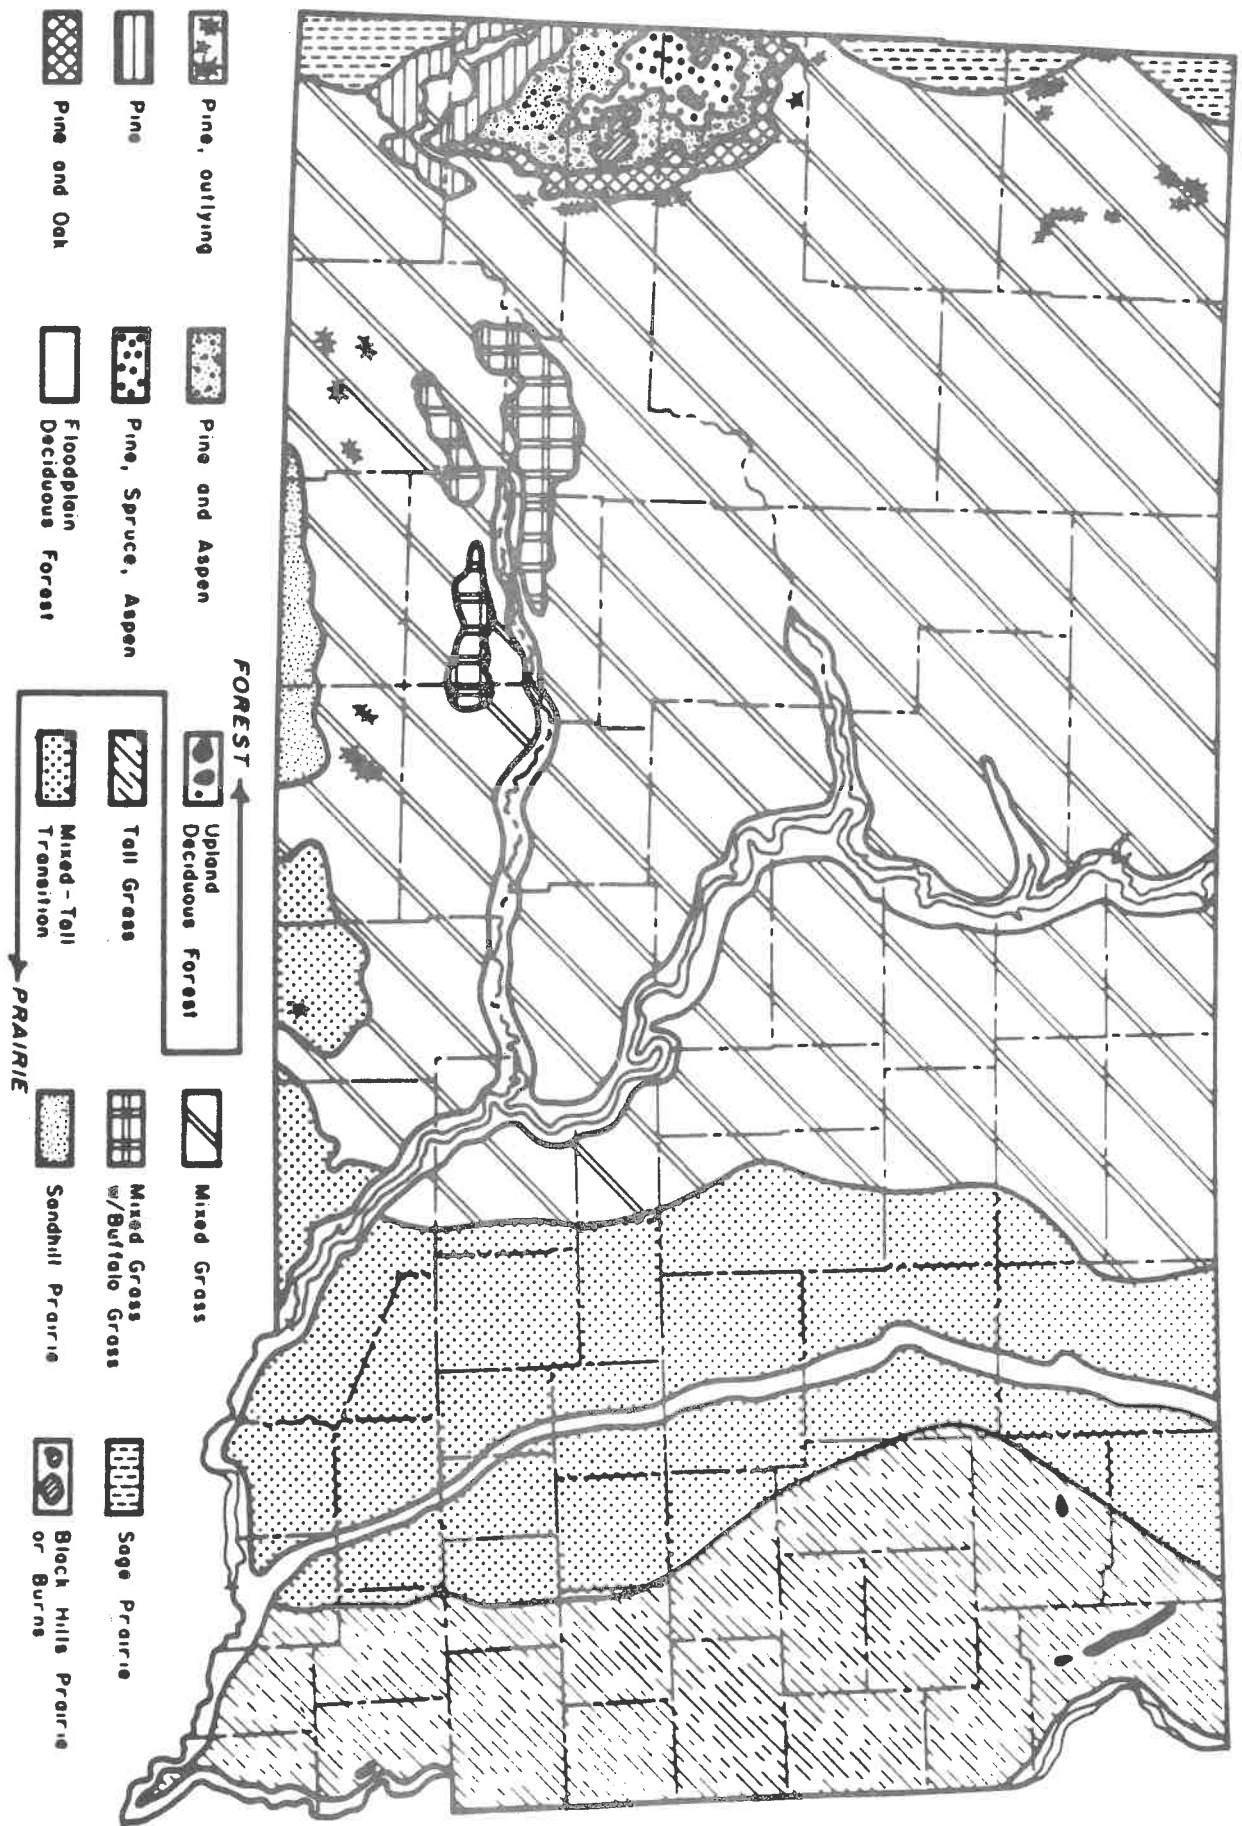 FOREST
PRAIRIE
Pine, outlying
Pine
Pine and Oak
Pine and Aspen
Pine, Spruce, Aspen
Floodplain
Deciduous Forest
Upland
Deciduous Forest
Tall Grass
Mixed-Tall
Transition
Mixed Grass
Mixed Grass
w/Buffalo Grass
Sandhill Prairie
Sage Prairie
Black Hills Prairie
or Burns